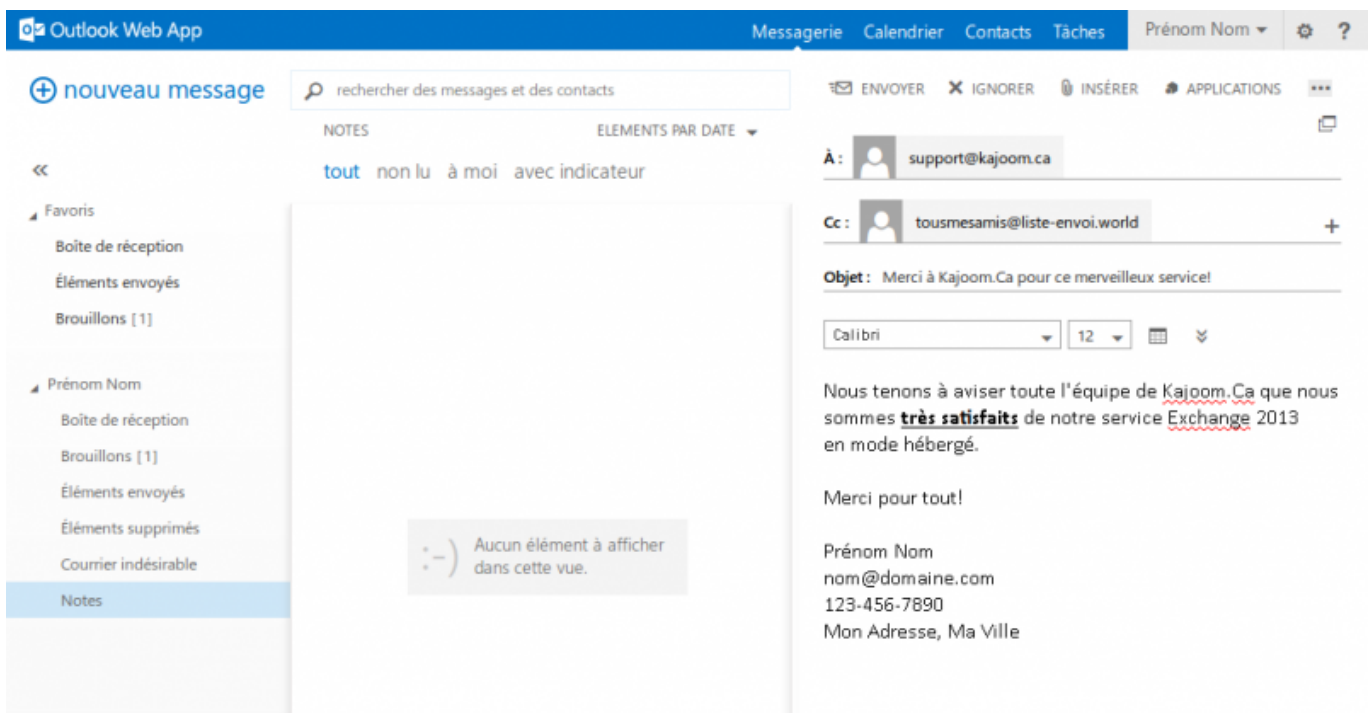 Outlook Web App
Messagerie Calendrier Contacts Tâches Prénom Nom ?
nouveau message
rechercher des messages et des contacts
NOTES ELEMENTS PAR DATE
tout non lu à moi avec indicateur
Favoris
Boîte de réception
Éléments envoyés
Brouillons [1]
Prénom Nom
Boîte de réception
Brouillons [1]
Éléments envoyés
Éléments supprimés
Courrier indésirable
Notes
:-)
Aucun élément à afficher
dans cette vue.
ENVOYER IGNORER INSÉRER APPLICATIONS
À : support@kajoom.ca
Cc : tousmesamis@liste-envoi.world
Objet : Merci à Kajoom.Ca pour ce merveilleux service!
Calibri 12
Nous tenons à aviser toute l'équipe de Kajoom.Ca que nous
sommes très satisfaits de notre service Exchange 2013
en mode hébergé.
Merci pour tout!
Prénom Nom
nom@domaine.com
123-456-7890
Mon Adresse, Ma Ville